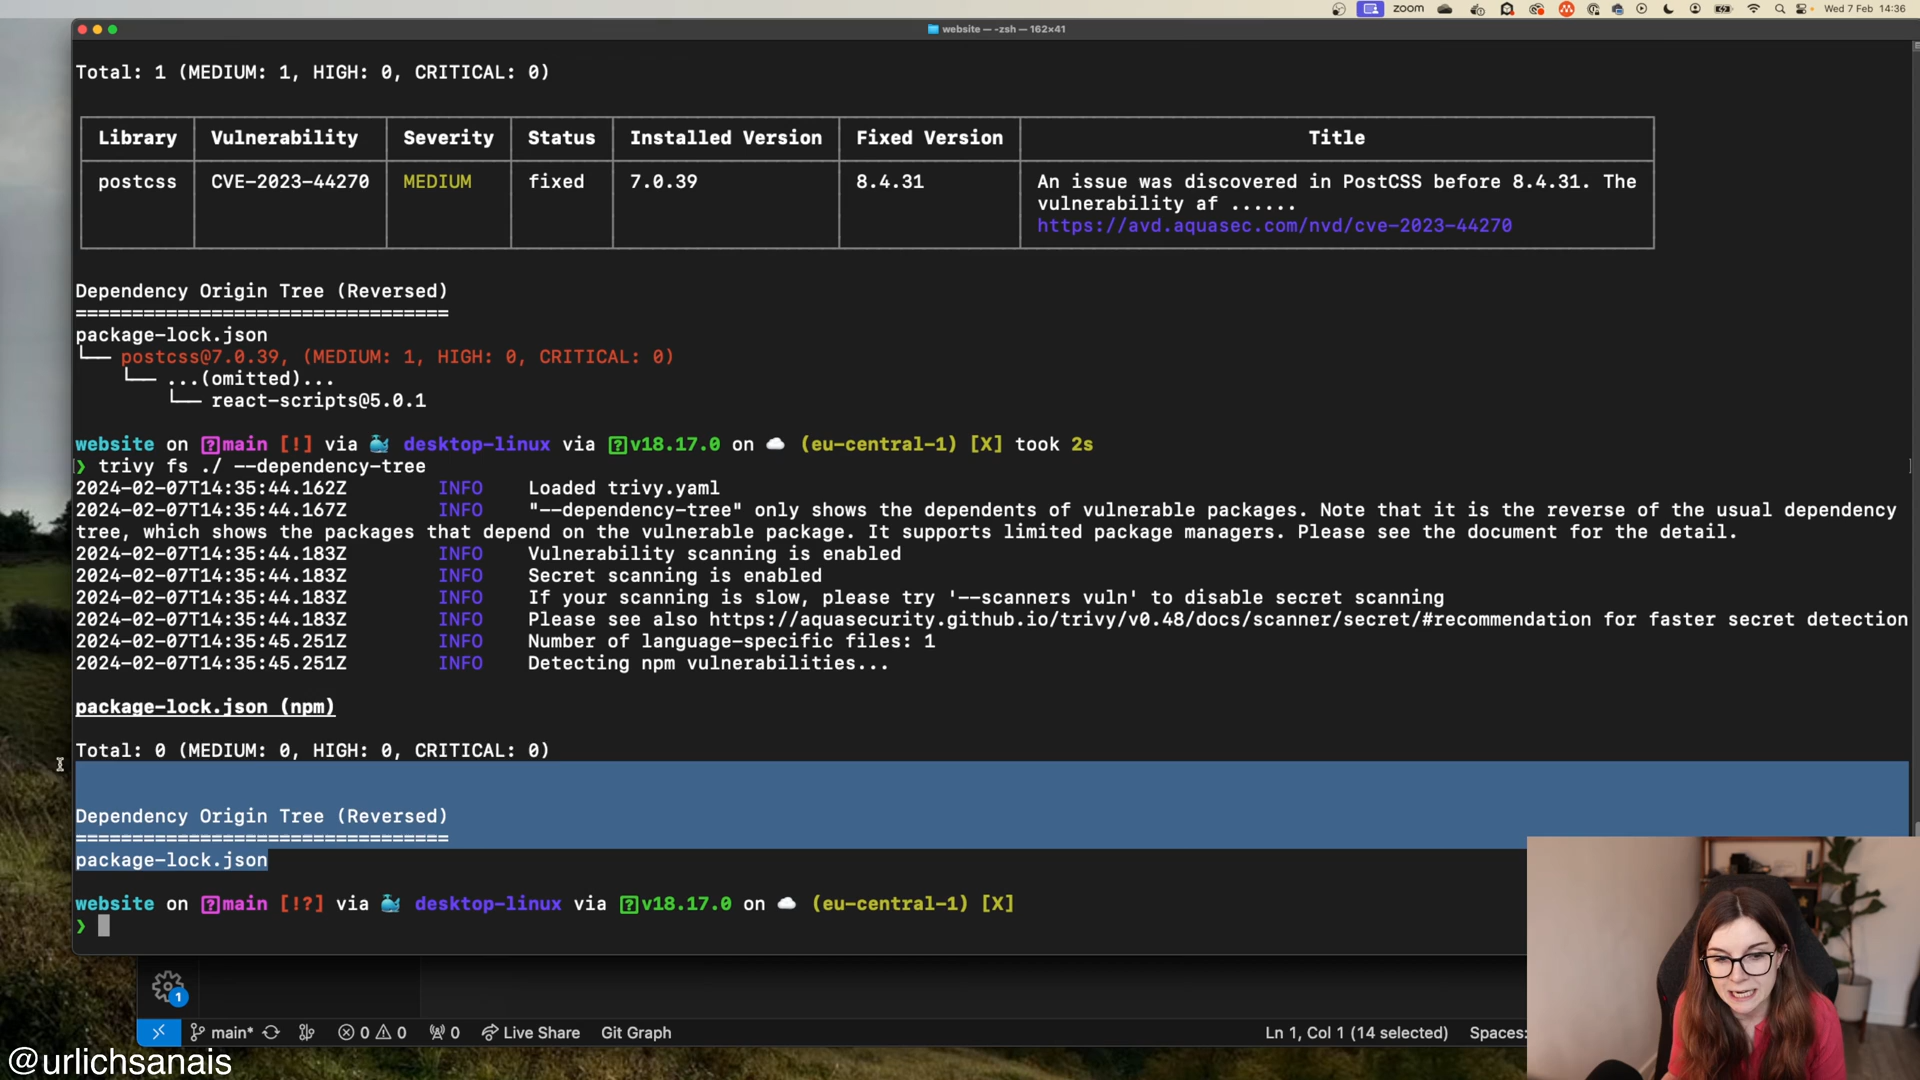 zoom
Wed 7 Feb 14:36
website — -zsh — 162×41
Total: 1 (MEDIUM: 1, HIGH: 0, CRITICAL: 0)
Library Vulnerability Severity Status Installed Version Fixed Version Title
postcss CVE-2023-44270 MEDIUM fixed 7.0.39 8.4.31 An issue was discovered in PostCSS before 8.4.31. The
vulnerability af ......
https://avd.aquasec.com/nvd/cve-2023-44270
Dependency Origin Tree (Reversed)
=================================
package-lock.json
└── postcss@7.0.39, (MEDIUM: 1, HIGH: 0, CRITICAL: 0)
└── ...(omitted)...
└── react-scripts@5.0.1
website on ?main [!] via desktop-linux via ?v18.17.0 on (eu-central-1) [X] took 2s
❯ trivy fs ./ --dependency-tree
2024-02-07T14:35:44.162Z INFO Loaded trivy.yaml
2024-02-07T14:35:44.167Z INFO "--dependency-tree" only shows the dependents of vulnerable packages. Note that it is the reverse of the usual dependency
tree, which shows the packages that depend on the vulnerable package. It supports limited package managers. Please see the document for the detail.
2024-02-07T14:35:44.183Z INFO Vulnerability scanning is enabled
2024-02-07T14:35:44.183Z INFO Secret scanning is enabled
2024-02-07T14:35:44.183Z INFO If your scanning is slow, please try '--scanners vuln' to disable secret scanning
2024-02-07T14:35:44.183Z INFO Please see also https://aquasecurity.github.io/trivy/v0.48/docs/scanner/secret/#recommendation for faster secret detection
2024-02-07T14:35:45.251Z INFO Number of language-specific files: 1
2024-02-07T14:35:45.251Z INFO Detecting npm vulnerabilities...
package-lock.json (npm)
Total: 0 (MEDIUM: 0, HIGH: 0, CRITICAL: 0)
Dependency Origin Tree (Reversed)
=================================
package-lock.json
website on ?main [!?] via desktop-linux via ?v18.17.0 on (eu-central-1) [X]
❯
1
main* 0 0 0 Live Share Git Graph Ln 1, Col 1 (14 selected) Spaces:
@urlichsanais